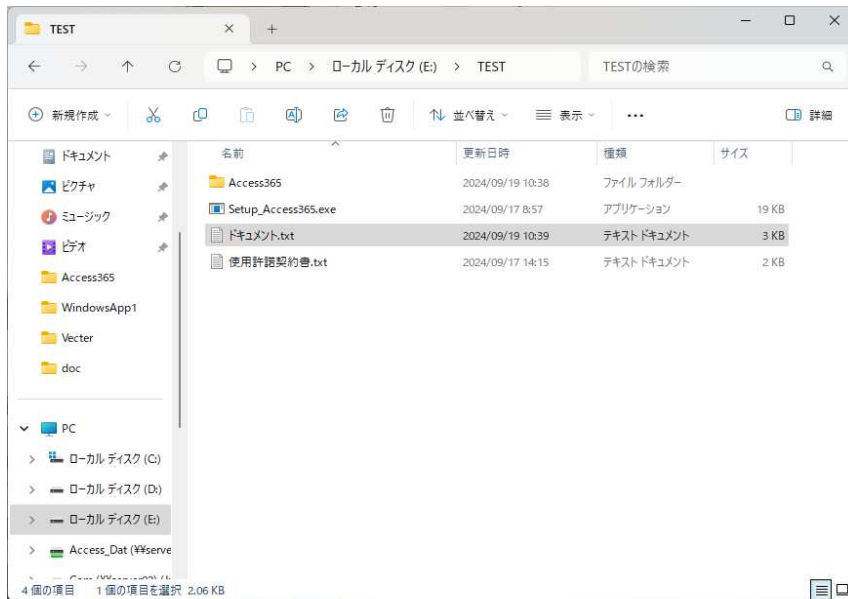 TEST
PC > ローカル ディスク (E:) > TEST
TESTの検索
新規作成
並べ替え
表示
詳細
ドキュメント
ピクチャ
ミュージック
ビデオ
Access365
WindowsApp1
Vecter
doc
PC
ローカル ディスク (C:)
ローカル ディスク (D:)
ローカル ディスク (E:)
Access_Dat (¥¥serve
名前 更新日時 種類 サイズ
Access365 2024/09/19 10:38 ファイル フォルダー
Setup_Access365.exe 2024/09/17 8:57 アプリケーション 19 KB
ドキュメント.txt 2024/09/19 10:39 テキスト ドキュメント 3 KB
使用許諾契約書.txt 2024/09/17 14:15 テキスト ドキュメント 2 KB
4 個の項目 1 個の項目を選択 2.06 KB